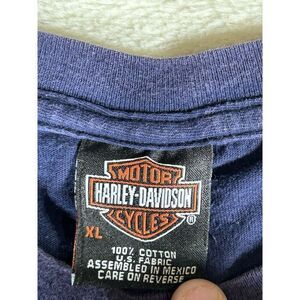 MOTOR
HARLEY-DAVIDSON
CYCLES ®
XL
100% COTTON
U.S. FABRIC
ASSEMBLED IN MEXICO
CARE ON REVERSE